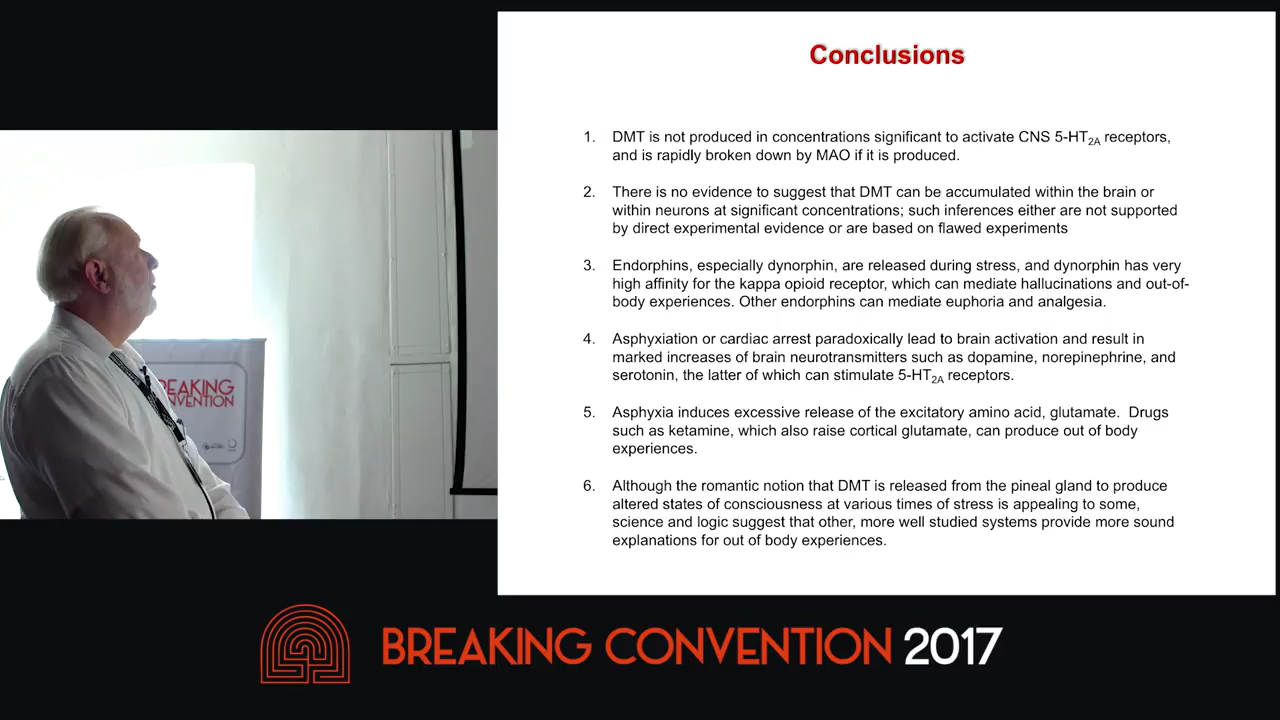 Conclusions
1. DMT is not produced in concentrations significant to activate CNS 5-HT2A receptors,
and is rapidly broken down by MAO if it is produced.
2. There is no evidence to suggest that DMT can be accumulated within the brain or
within neurons at significant concentrations; such inferences either are not supported
by direct experimental evidence or are based on flawed experiments
3. Endorphins, especially dynorphin, are released during stress, and dynorphin has very
high affinity for the kappa opioid receptor, which can mediate hallucinations and out-of-
body experiences. Other endorphins can mediate euphoria and analgesia.
4. Asphyxiation or cardiac arrest paradoxically lead to brain activation and result in
marked increases of brain neurotransmitters such as dopamine, norepinephrine, and
serotonin, the latter of which can stimulate 5-HT2A receptors.
5. Asphyxia induces excessive release of the excitatory amino acid, glutamate. Drugs
such as ketamine, which also raise cortical glutamate, can produce out of body
experiences.
6. Although the romantic notion that DMT is released from the pineal gland to produce
altered states of consciousness at various times of stress is appealing to some,
science and logic suggest that other, more well studied systems provide more sound
explanations for out of body experiences.
EAKING
NVENTION
BREAKING CONVENTION 2017